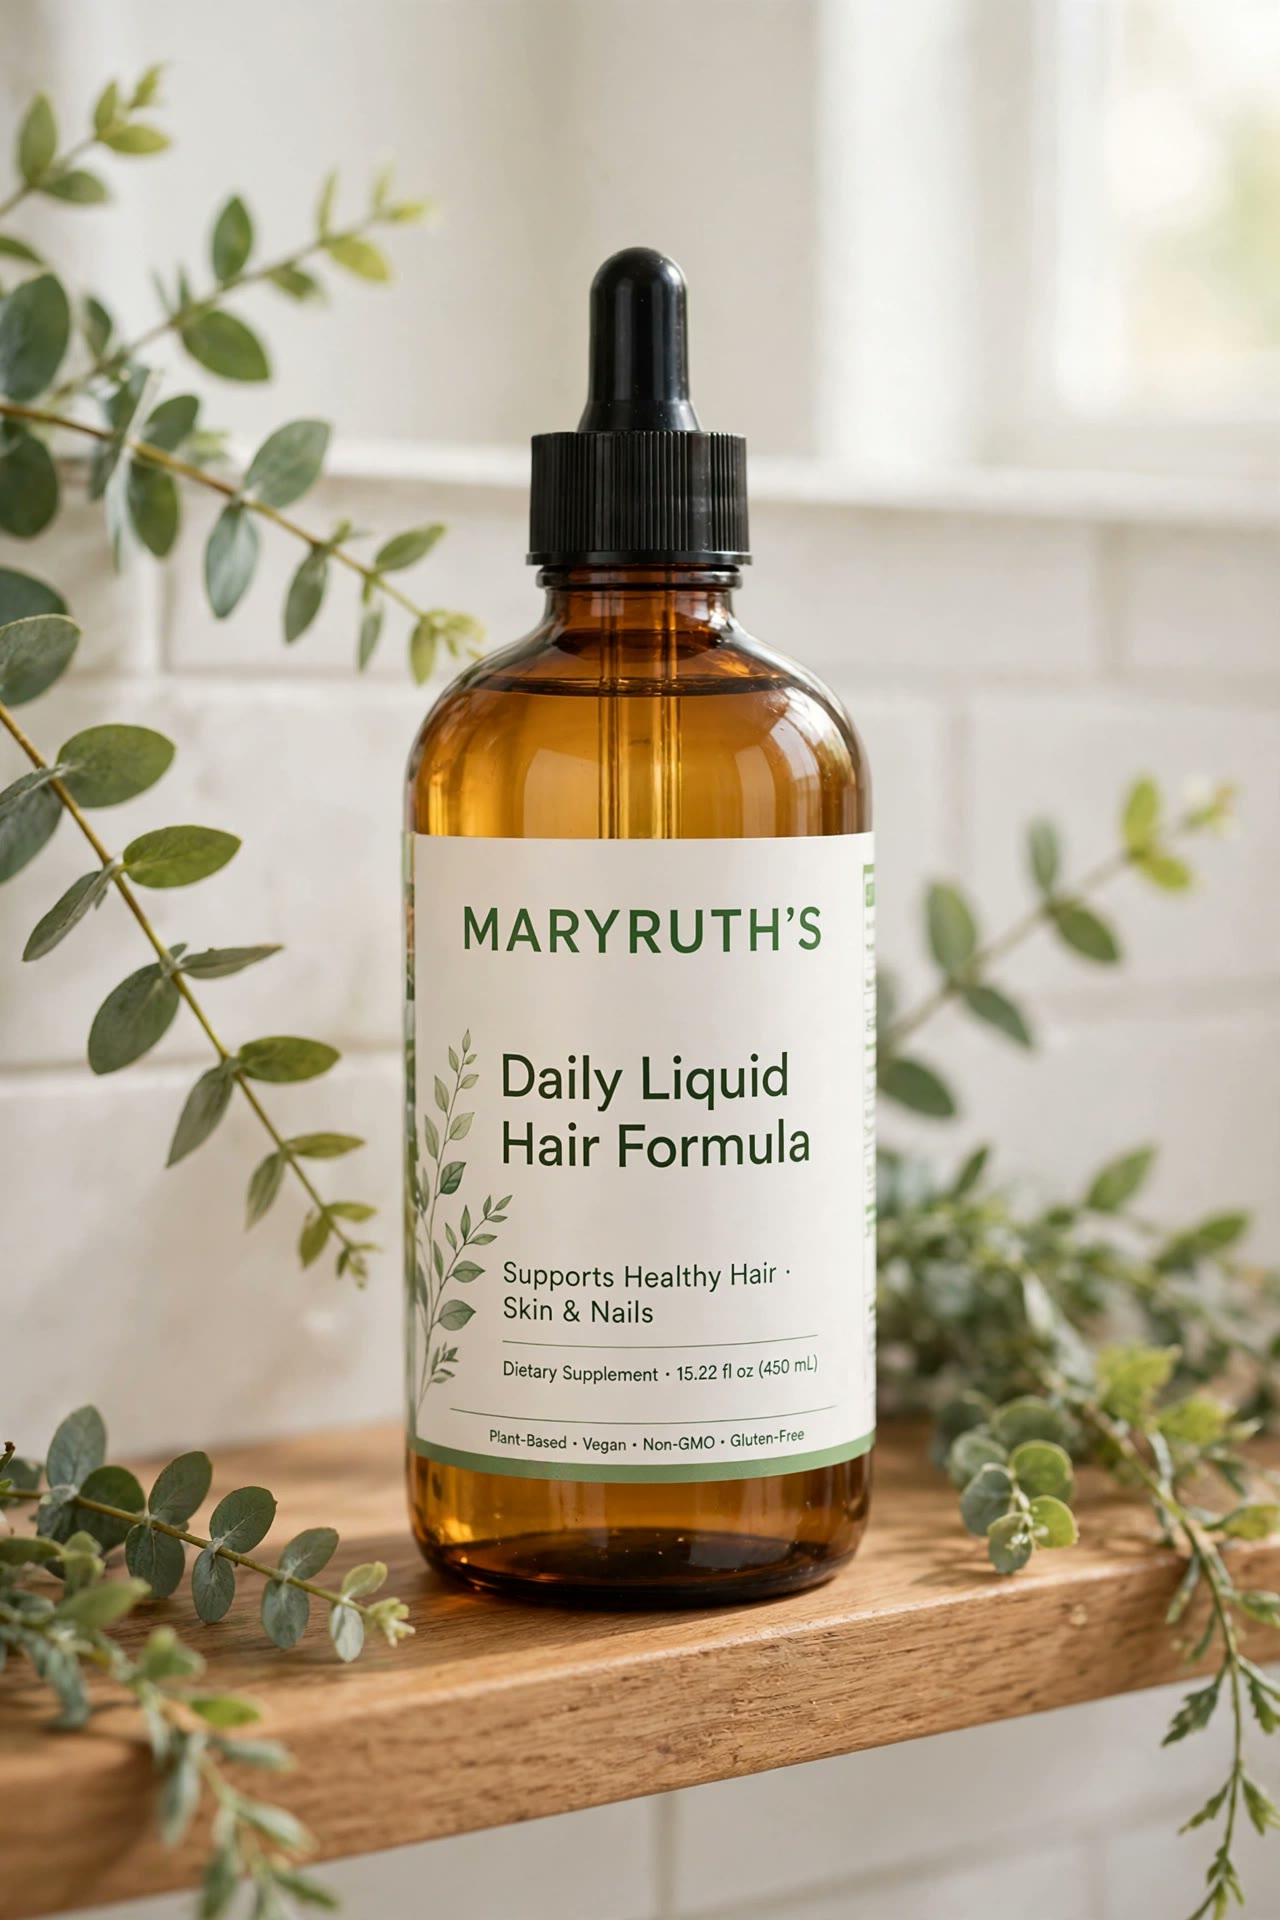 MARYRUTH’S
Daily Liquid
Hair Formula
Supports Healthy Hair ·
Skin & Nails
Dietary Supplement · 15.22 fl oz (450 mL)
Plant-Based · Vegan · Non-GMO · Gluten-Free